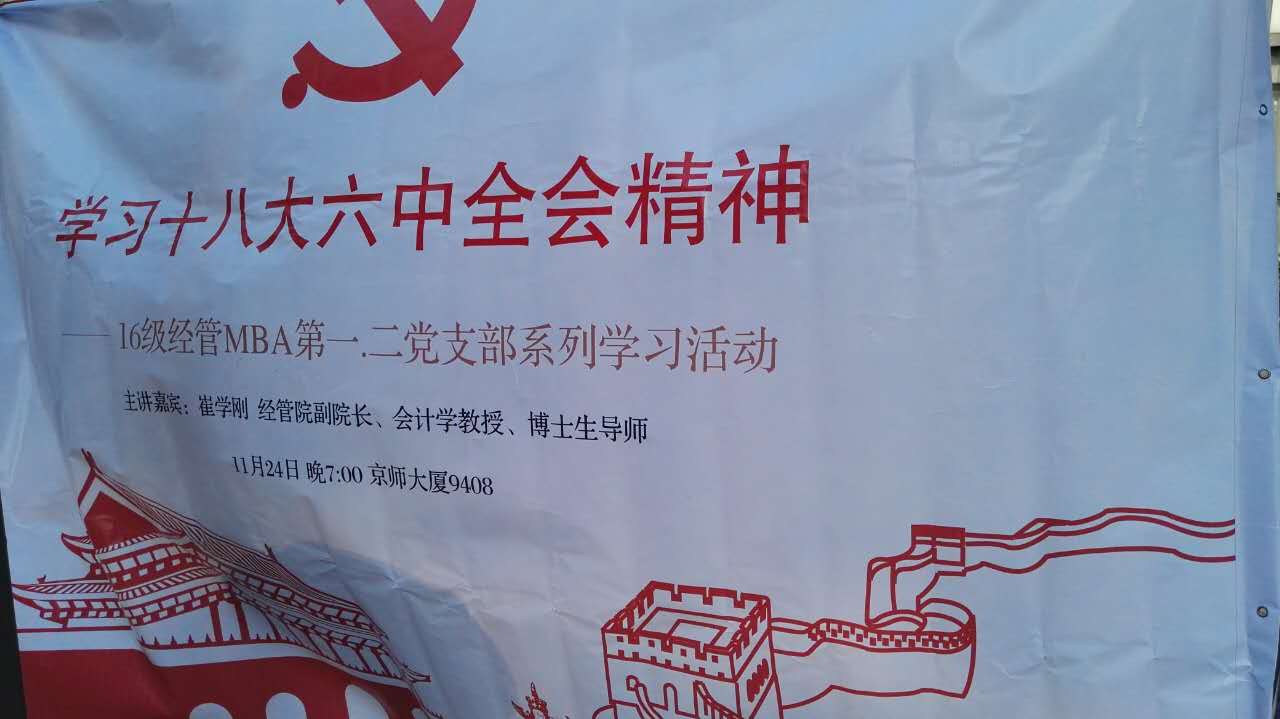 学习十八大六中全会精神
——16级经管MBA第一.二党支部系列学习活动
主讲嘉宾：崔学刚 经管院副院长、会计学教授、博士生导师
11月24日 晚7:00 京师大厦9408